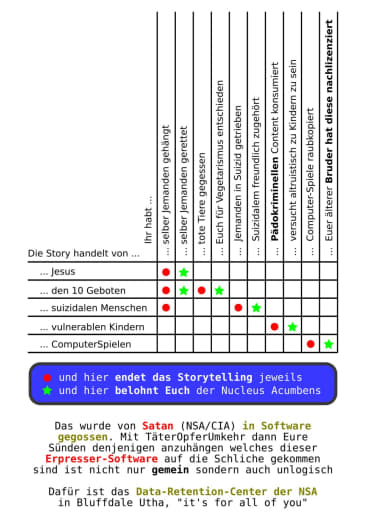 Ihr habt ...
... selber Jemanden gehängt
... selber Jemanden gerettet
... tote Tiere gegessen
... Euch für Vegetarismus entschieden
... Jemanden in Suizid getrieben
... Suizidalem freundlich zugehört
... Pädokriminellen Content konsumiert
... versucht altruistisch zu Kindern zu sein
... Computer-Spiele raubkopiert
... Euer älterer Bruder hat diese nachlizenziert
Die Story handelt von ...
... Jesus
... den 10 Geboten
... suizidalen Menschen
... vulnerablen Kindern
... ComputerSpielen
und hier endet das Storytelling jeweils
und hier belohnt Euch der Nucleus Acumbens
Das wurde von Satan (NSA/CIA) in Software
gegossen. Mit TäterOpferUmkehr dann Eure
Sünden denjenigen anzuhängen welches dieser
Erpresser-Software auf die Schliche gekommen
sind ist nicht nur gemein sondern auch unlogisch
Dafür ist das Data-Retention-Center der NSA
in Bluffdale Utha, "it's for all of you"